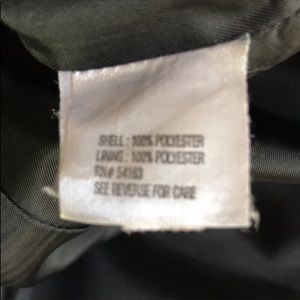 SHELL : 100% POLYESTER
LINING : 100% POLYESTER
RN# 54163
SEE REVERSE FOR CARE